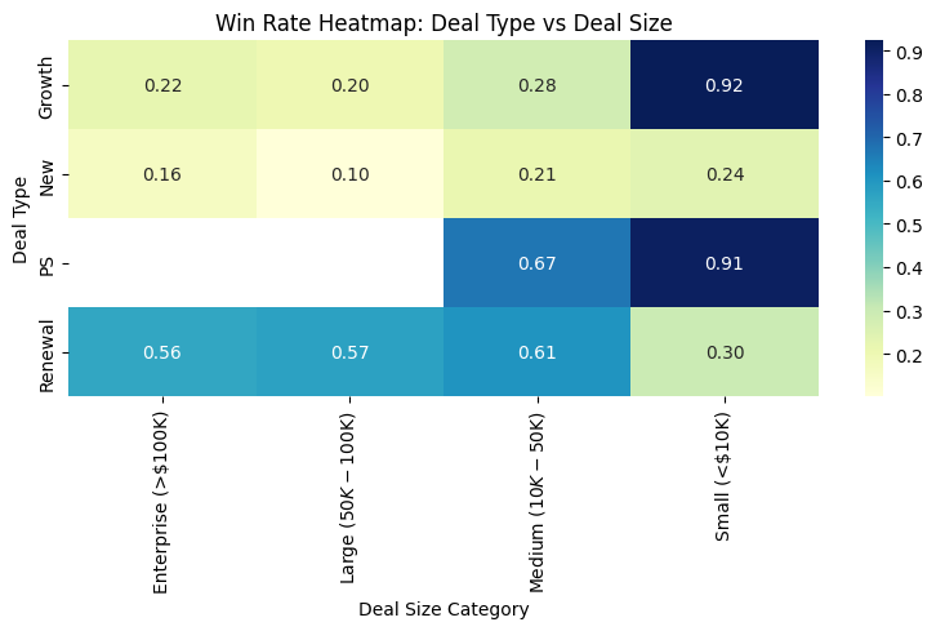 Win Rate Heatmap: Deal Type vs Deal Size
Deal Type
Growth
0.22 0.20 0.28 0.92
New
0.16 0.10 0.21 0.24
PS
0.67 0.91
Renewal
0.56 0.57 0.61 0.30
0.9
0.8
0.7
0.6
0.5
0.4
0.3
0.2
Enterprise (>$100K)
Large (50K − 100K)
Medium (10K − 50K)
Small (<$10K)
Deal Size Category